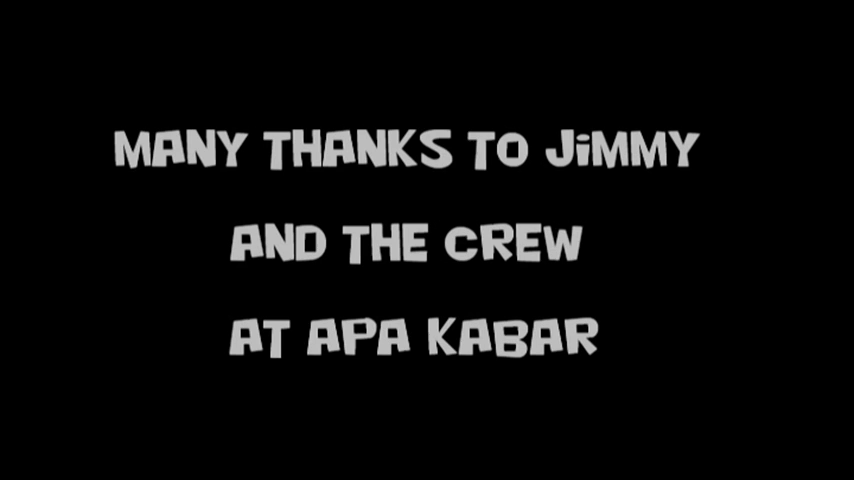 MANY THANKS TO JiMMY
AND THE CREW
AT APA KABAR